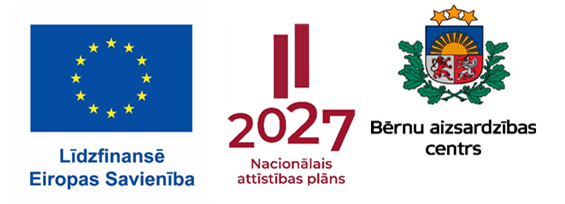 Līdzfinansē
Eiropas Savienība
2027
Nacionālais
attīstības plāns
Bērnu aizsardzības
centrs